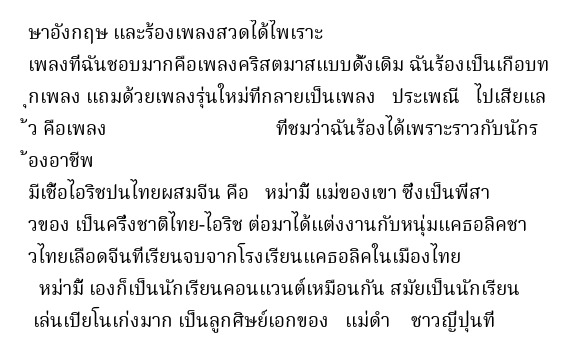 ษาอังกฤษ และร้องเพลงสวดได้ไพเราะ
เพลงที่ฉันชอบมากคือเพลงคริสตมาสแบบดั้งเดิม ฉันร้องเป็นเกือบท
ุกเพลง แถมด้วยเพลงรุ่นใหม่ที่กลายเป็นเพลง ประเพณี ไปเสียแล
้ว คือเพลง ที่ชมว่าฉันร้องได้เพราะราวกับนักร
้องอาชีพ
มีเชื้อไอริชปนไทยผสมจีน คือ หม่ามี้ แม่ของเขา ซึ่งเป็นพี่สา
วของ เป็นครึ่งชาติไทย-ไอริช ต่อมาได้แต่งงานกับหนุ่มแคธอลิคชา
วไทยเลือดจีนที่เรียนจบจากโรงเรียนแคธอลิคในเมืองไทย
หม่ามี้ เองก็เป็นนักเรียนคอนแวนต์เหมือนกัน สมัยเป็นนักเรียน
เล่นเปียโนเก่งมาก เป็นลูกศิษย์เอกของ แม่ดำ ชาวญี่ปุ่นที่